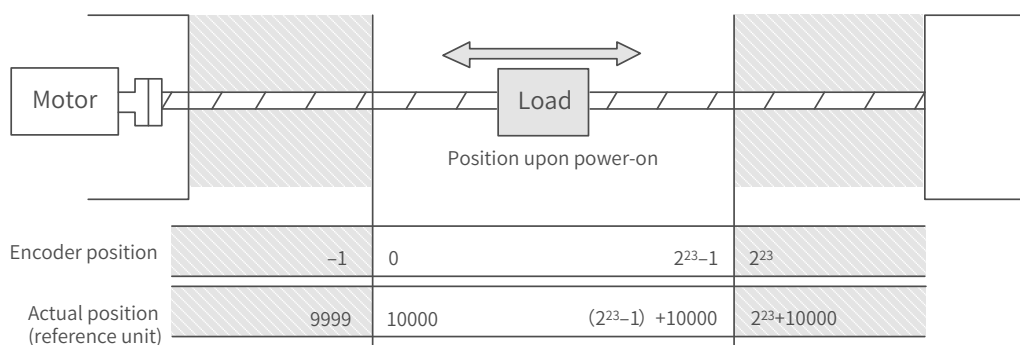 Motor
Load
Position upon power-on
Encoder position –1 0 2²³–1 2²³
Actual position
(reference unit) 9999 10000 (2²³–1) +10000 2²³+10000